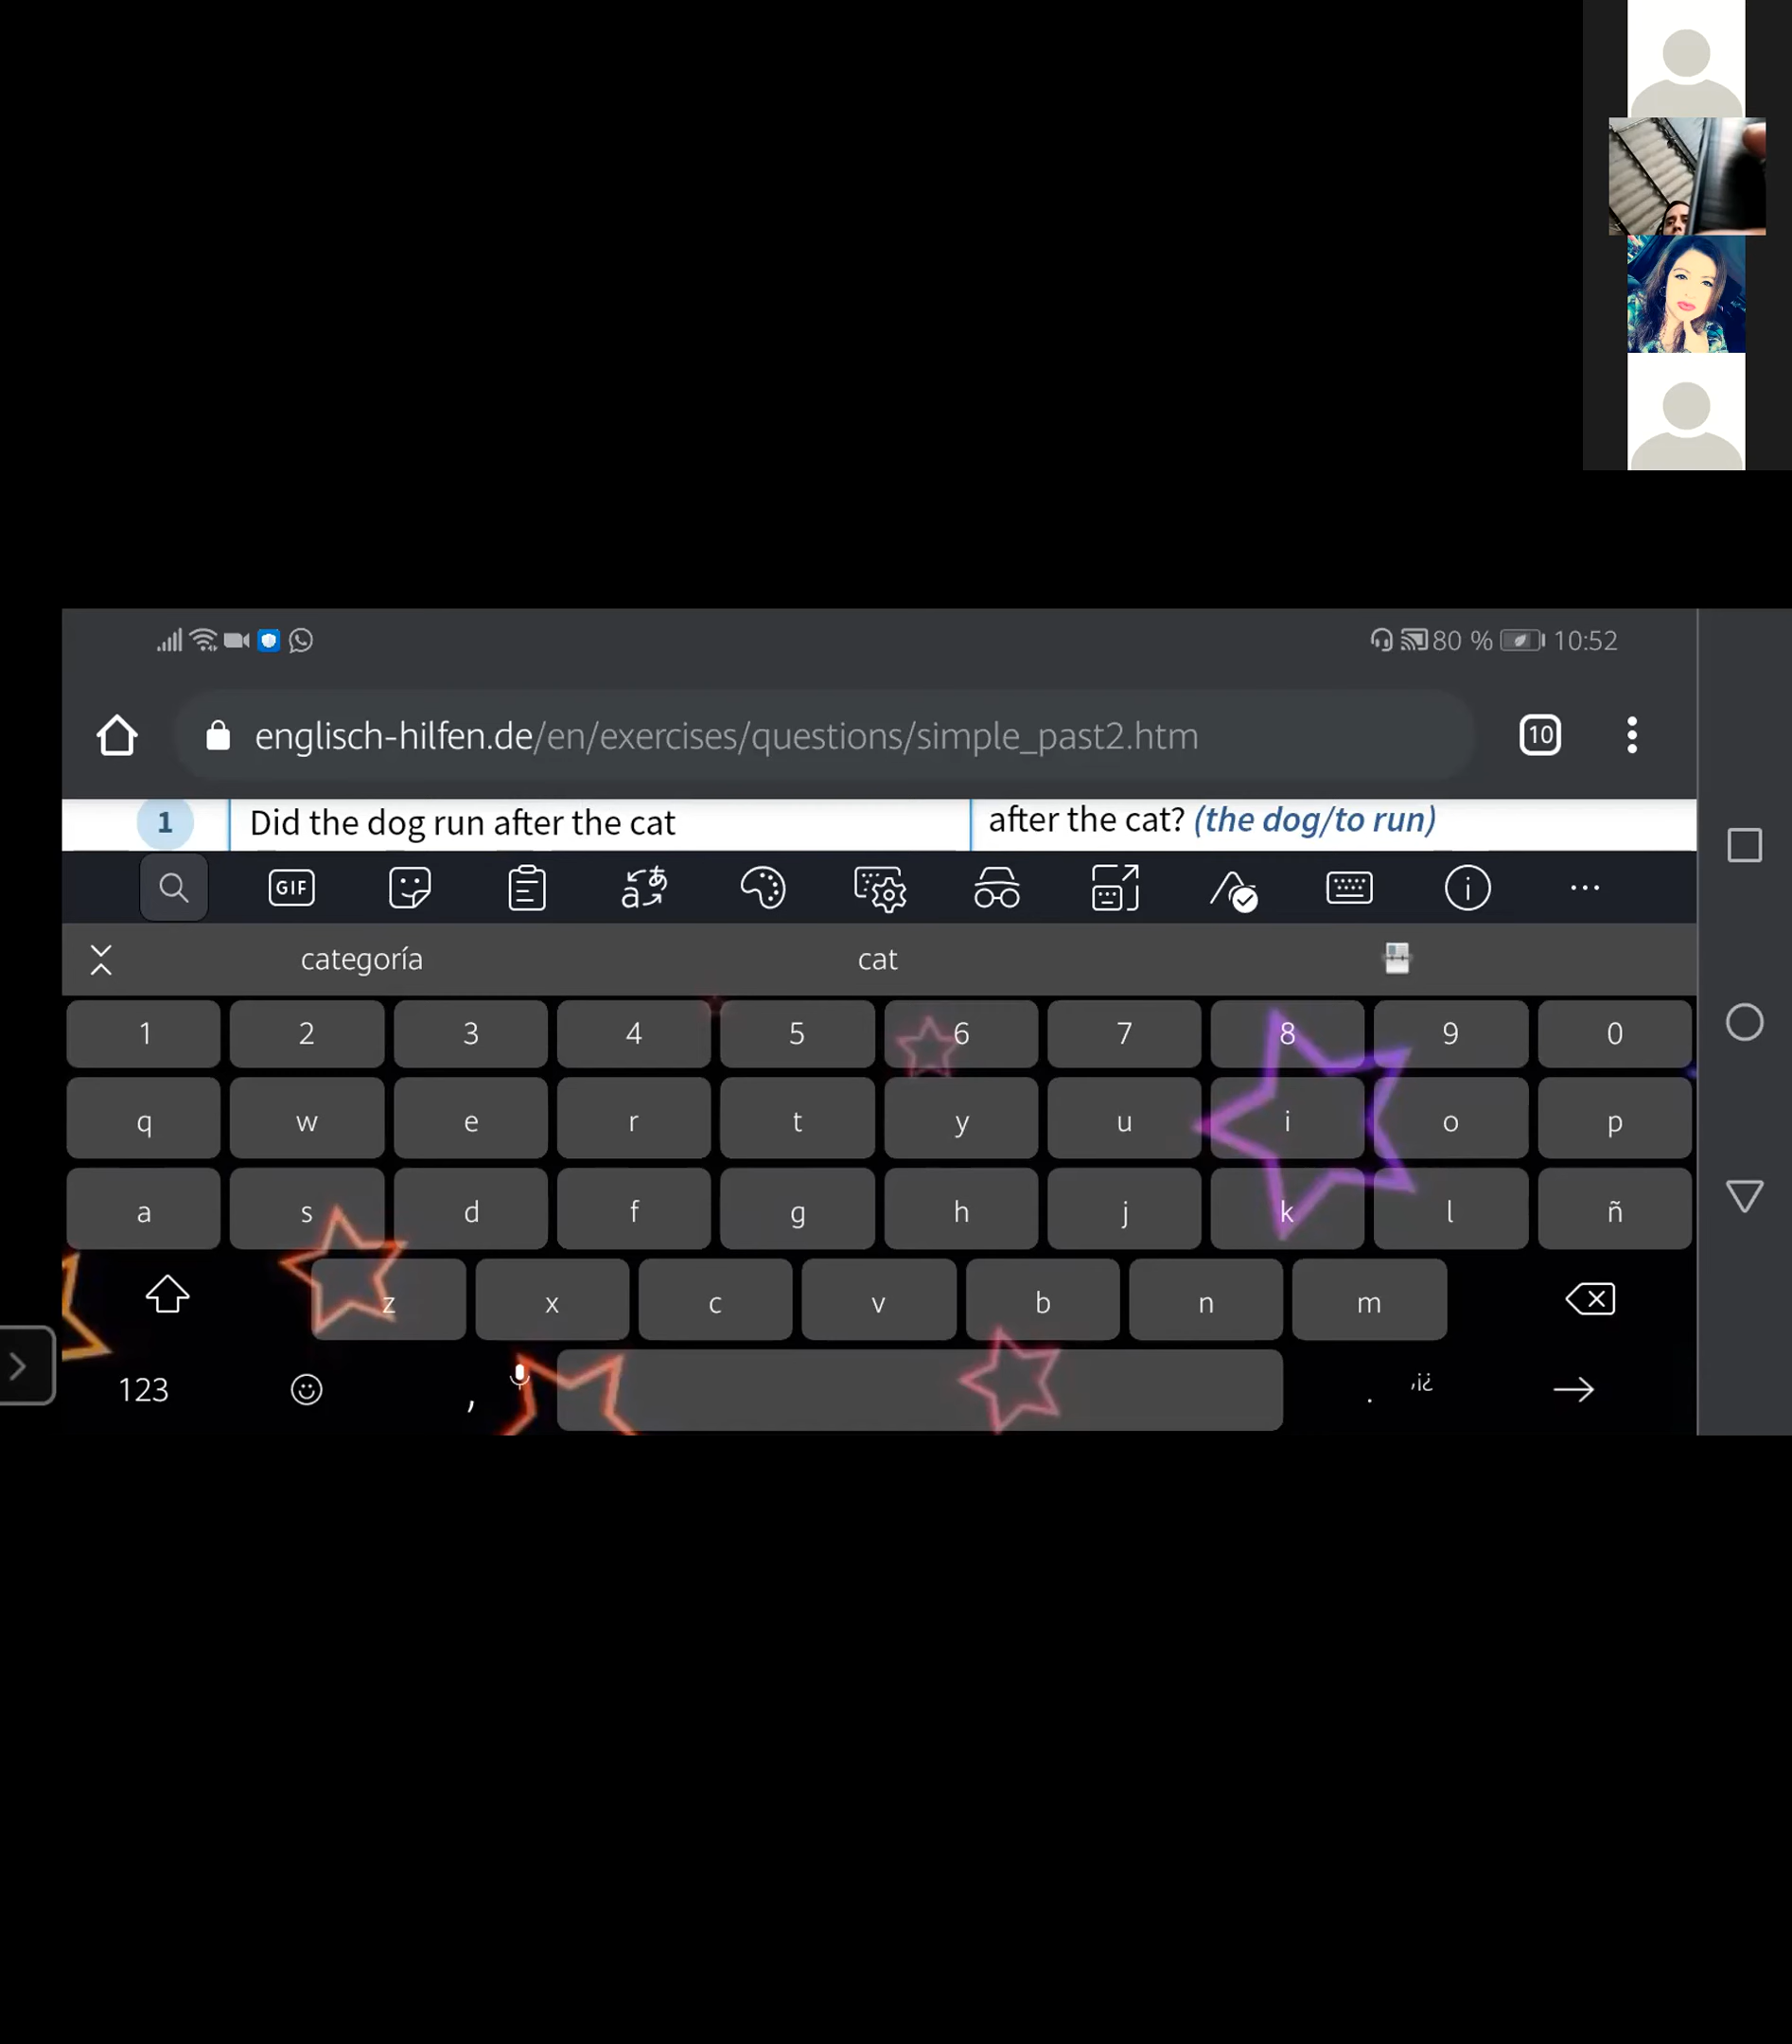 80 % 10:52
englisch-hilfen.de/en/exercises/questions/simple_past2.htm 10
1 Did the dog run after the cat after the cat? (the dog/to run)
GIF
categoría cat
1 2 3 4 5 6 7 8 9 0
q w e r t y u i o p
a s d f g h j k l ñ
z x c v b n m
123 , . ,¡¿